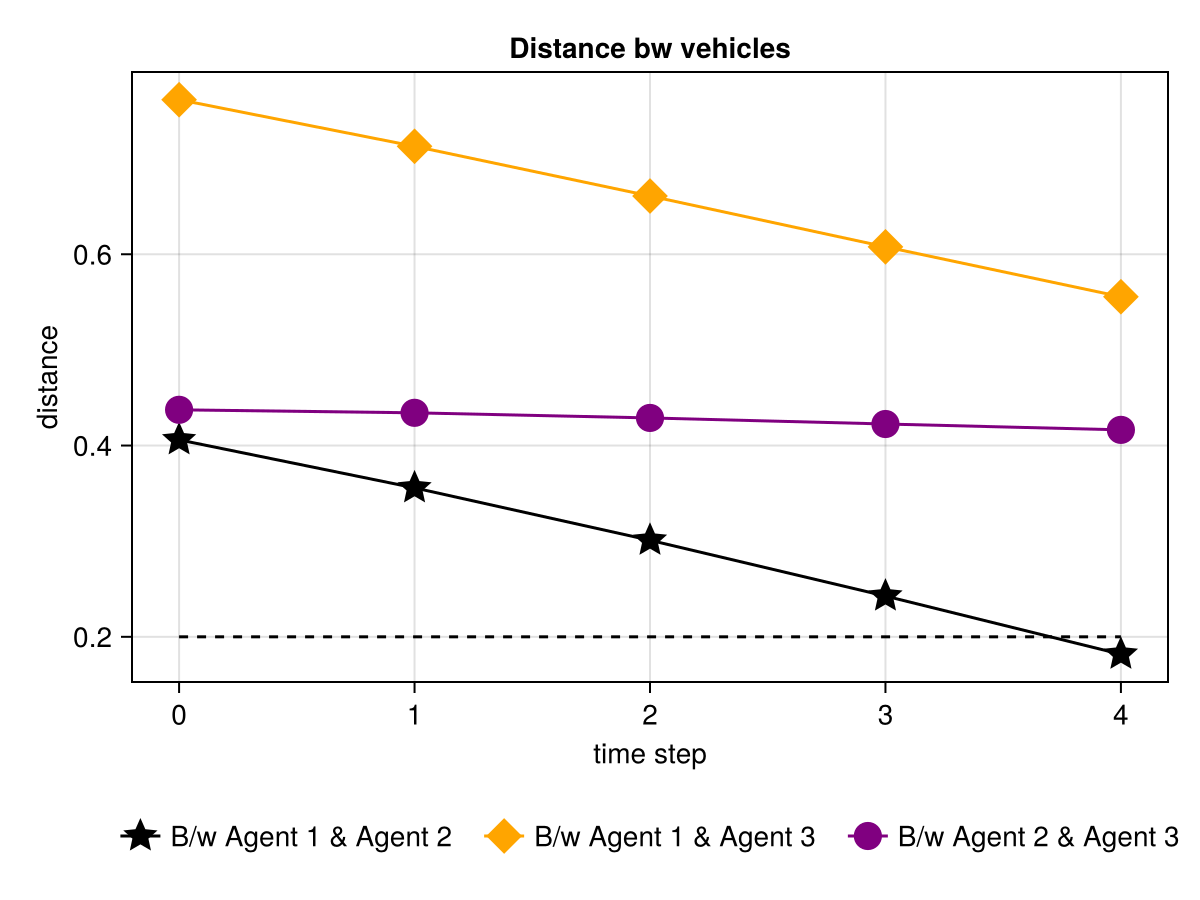 Distance bw vehicles
distance
0.6
0.4
0.2
0 1 2 3 4
time step
B/w Agent 1 & Agent 2 B/w Agent 1 & Agent 3 B/w Agent 2 & Agent 3